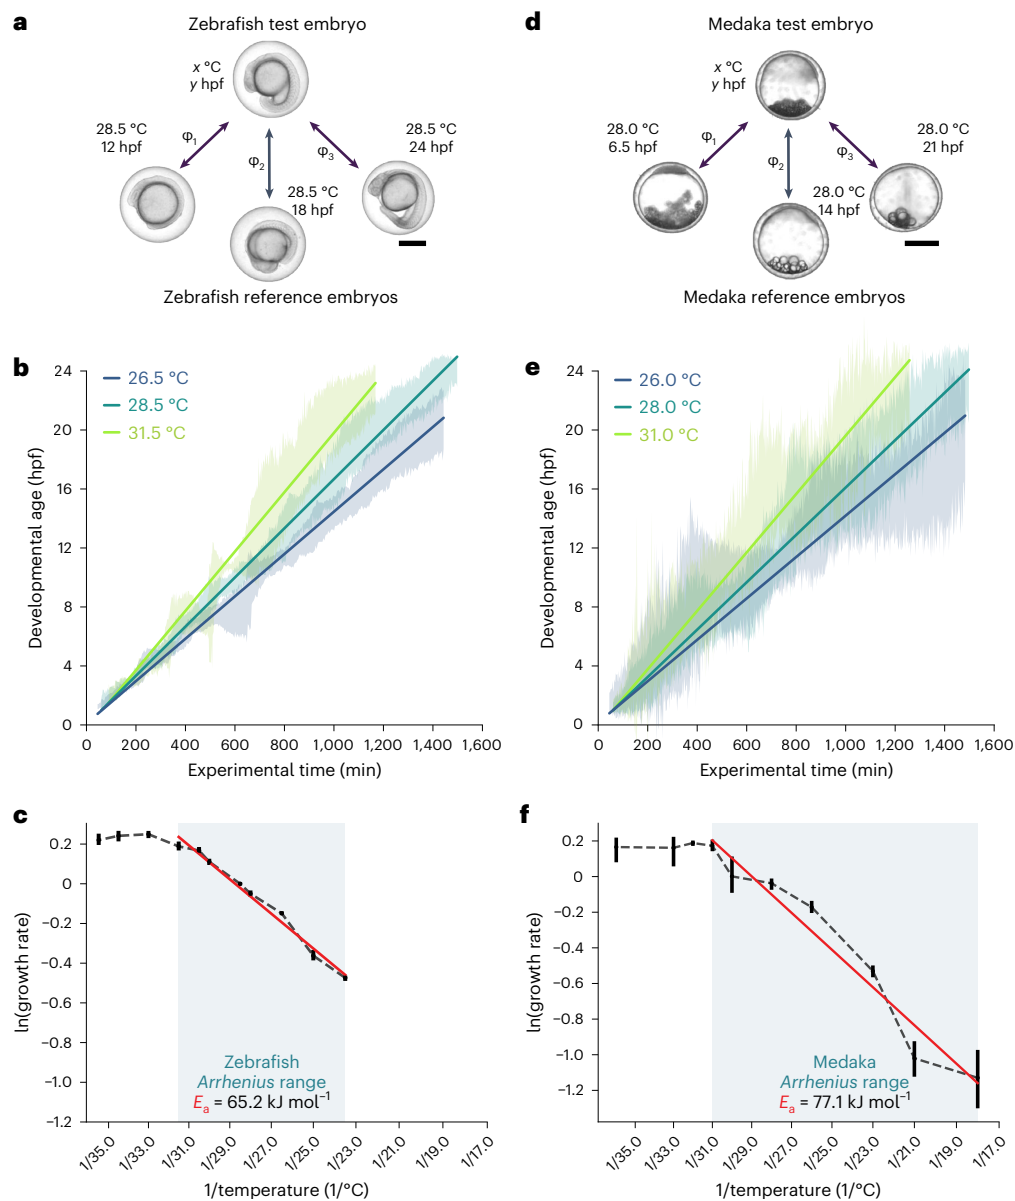 a
Zebrafish test embryo
x °C
y hpf
28.5 °C
12 hpf
φ1
φ2
φ3
28.5 °C
24 hpf
28.5 °C
18 hpf
Zebrafish reference embryos
d
Medaka test embryo
x °C
y hpf
28.0 °C
6.5 hpf
φ1
φ2
φ3
28.0 °C
21 hpf
28.0 °C
14 hpf
Medaka reference embryos
b
Developmental age (hpf)
24
20
16
12
8
4
0
26.5 °C
28.5 °C
31.5 °C
0 200 400 600 800 1,000 1,200 1,400 1,600
Experimental time (min)
e
Developmental age (hpf)
24
20
16
12
8
4
0
26.0 °C
28.0 °C
31.0 °C
0 200 400 600 800 1,000 1,200 1,400 1,600
Experimental time (min)
c
ln(growth rate)
0.2
0
−0.2
−0.4
−0.6
−0.8
−1.0
−1.2
Zebrafish
Arrhenius range
Ea = 65.2 kJ mol−1
1/35.0 1/33.0 1/31.0 1/29.0 1/27.0 1/25.0 1/23.0 1/21.0 1/19.0 1/17.0
1/temperature (1/°C)
f
ln(growth rate)
0.2
0
−0.2
−0.4
−0.6
−0.8
−1.0
−1.2
Medaka
Arrhenius range
Ea = 77.1 kJ mol−1
1/35.0 1/33.0 1/31.0 1/29.0 1/27.0 1/25.0 1/23.0 1/21.0 1/19.0 1/17.0
1/temperature (1/°C)